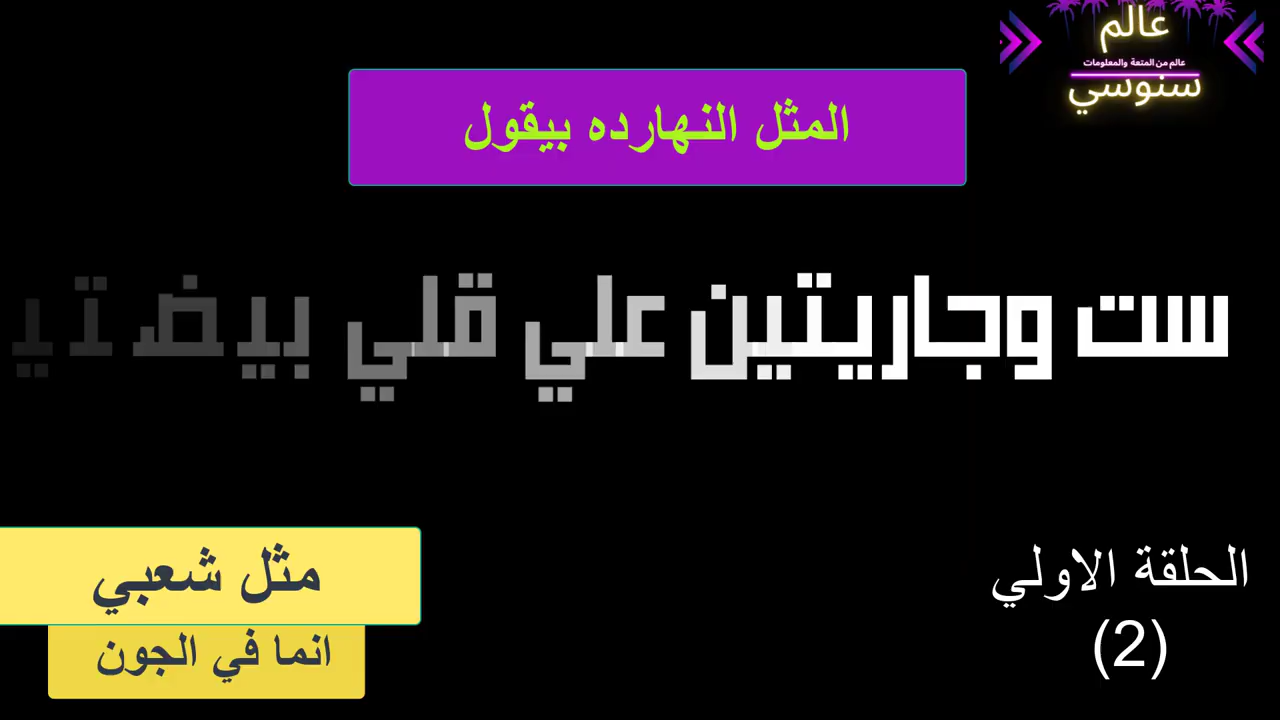 عالم
عالم من المتعة والمعلومات
سنوسي
المثل النهارده بيقول
ست وجاريتين علي قلي بيضتي
مثل شعبي
انما في الجون
الحلقة الاولي
(2)